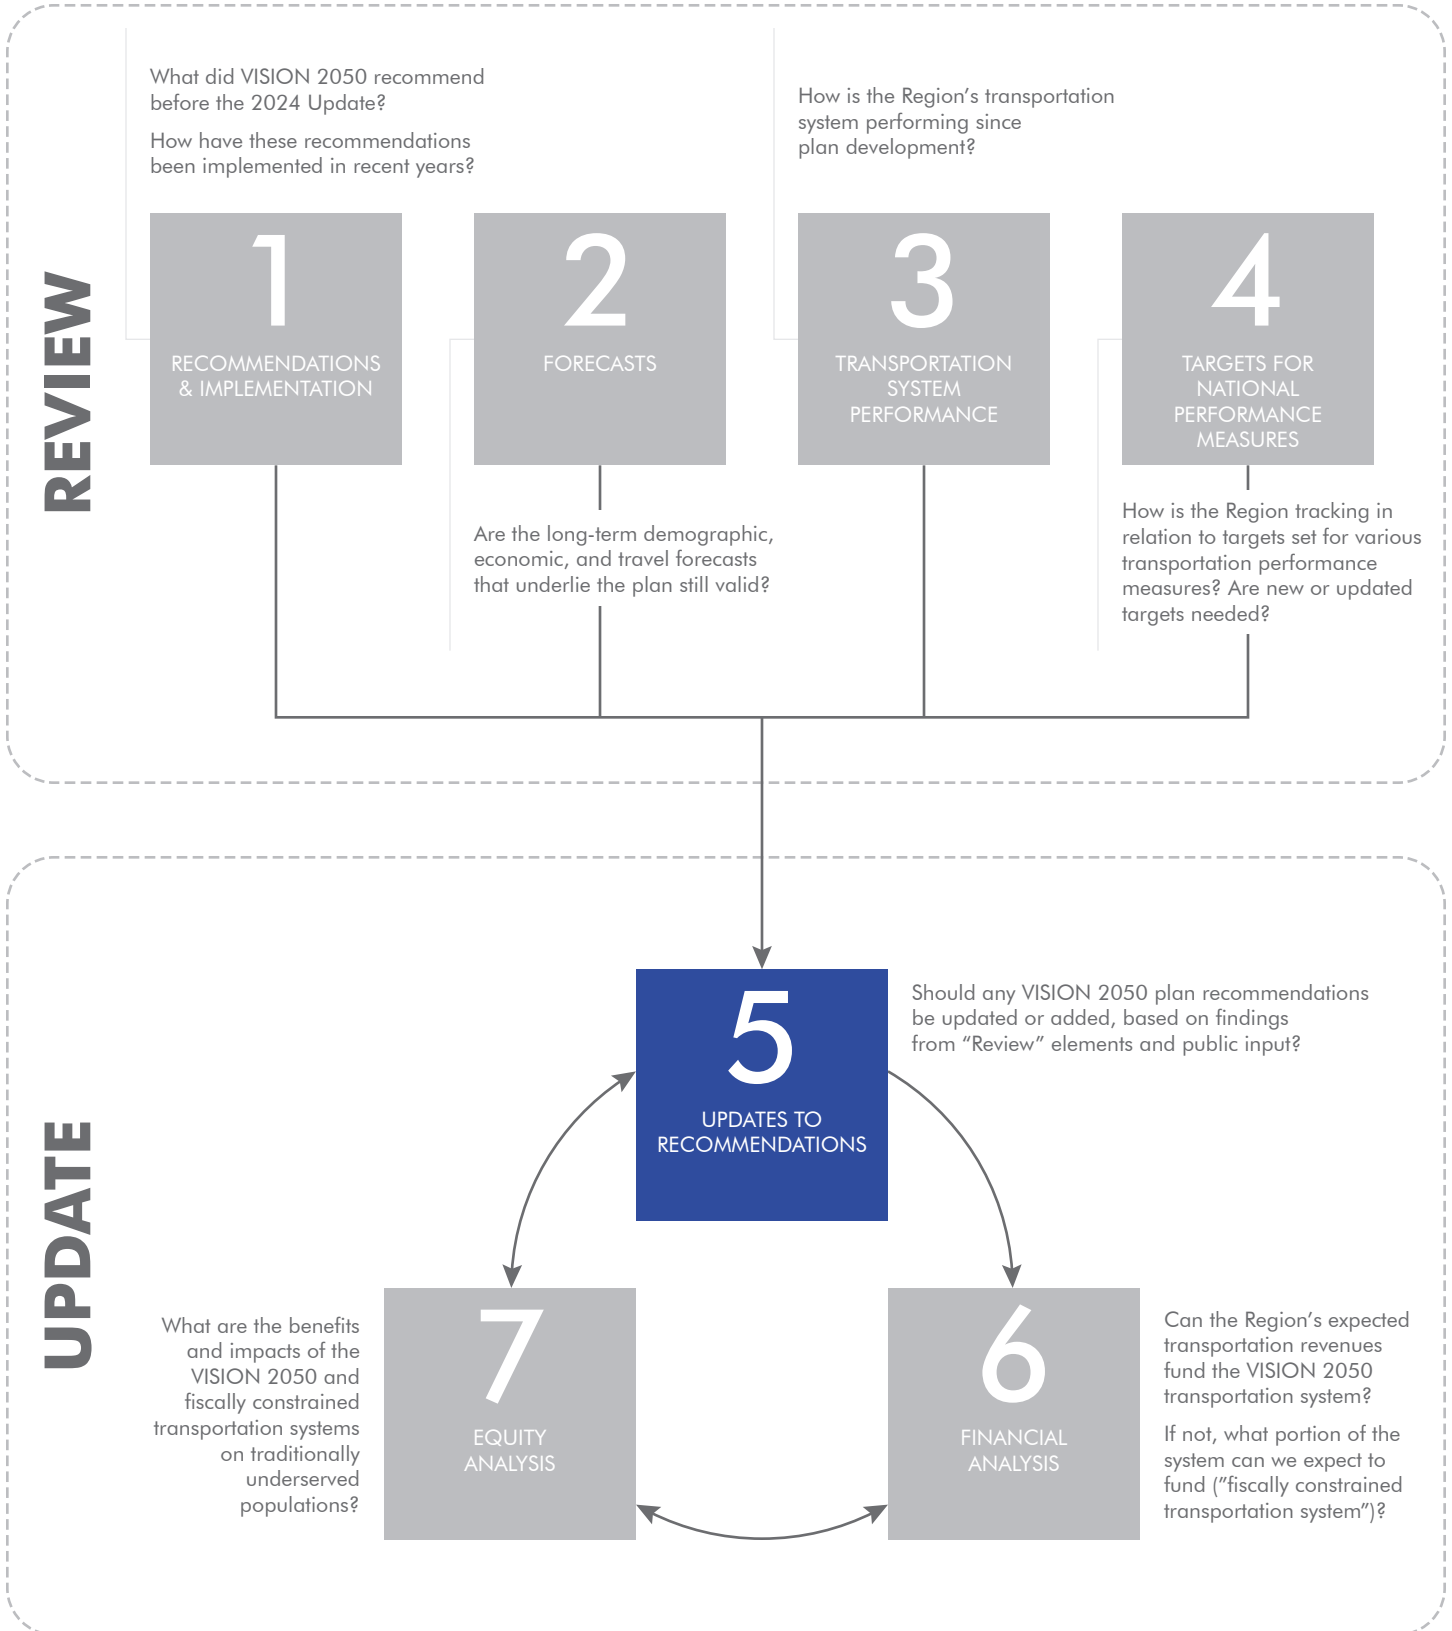 REVIEW
What did VISION 2050 recommend
before the 2024 Update?
How have these recommendations
been implemented in recent years?
1
RECOMMENDATIONS
& IMPLEMENTATION
2
FORECASTS
Are the long-term demographic,
economic, and travel forecasts
that underlie the plan still valid?
How is the Region’s transportation
system performing since
plan development?
3
TRANSPORTATION
SYSTEM
PERFORMANCE
4
TARGETS FOR
NATIONAL
PERFORMANCE
MEASURES
How is the Region tracking in
relation to targets set for various
transportation performance
measures? Are new or updated
targets needed?
UPDATE
5
UPDATES TO
RECOMMENDATIONS
Should any VISION 2050 plan recommendations
be updated or added, based on findings
from “Review” elements and public input?
6
FINANCIAL
ANALYSIS
Can the Region’s expected
transportation revenues
fund the VISION 2050
transportation system?
If not, what portion of the
system can we expect to
fund (”fiscally constrained
transportation system”)?
7
EQUITY
ANALYSIS
What are the benefits
and impacts of the
VISION 2050 and
fiscally constrained
transportation systems
on traditionally
underserved
populations?